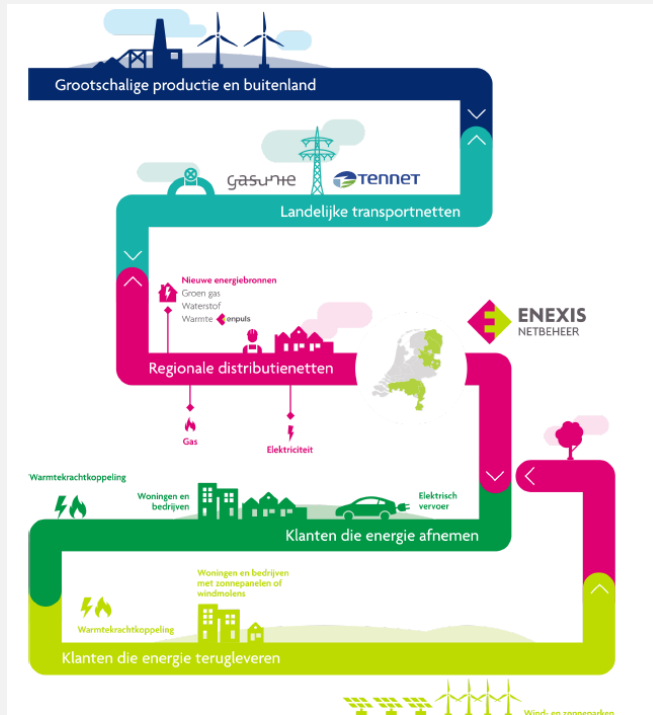 Grootschalige productie en buitenland
gasunie
TENNET
Landelijke transportnetten
Nieuwe energiebronnen
Groen gas
Waterstof
Warmte enpuls
ENEXIS
NETBEHEER
Regionale distributienetten
Gas
Elektriciteit
Warmtekrachtkoppeling
Woningen en
bedrijven
Elektrisch
vervoer
Klanten die energie afnemen
Woningen en bedrijven
met zonnepanelen of
windmolens
Warmtekrachtkoppeling
Klanten die energie terugleveren
Wind- en zonneparken